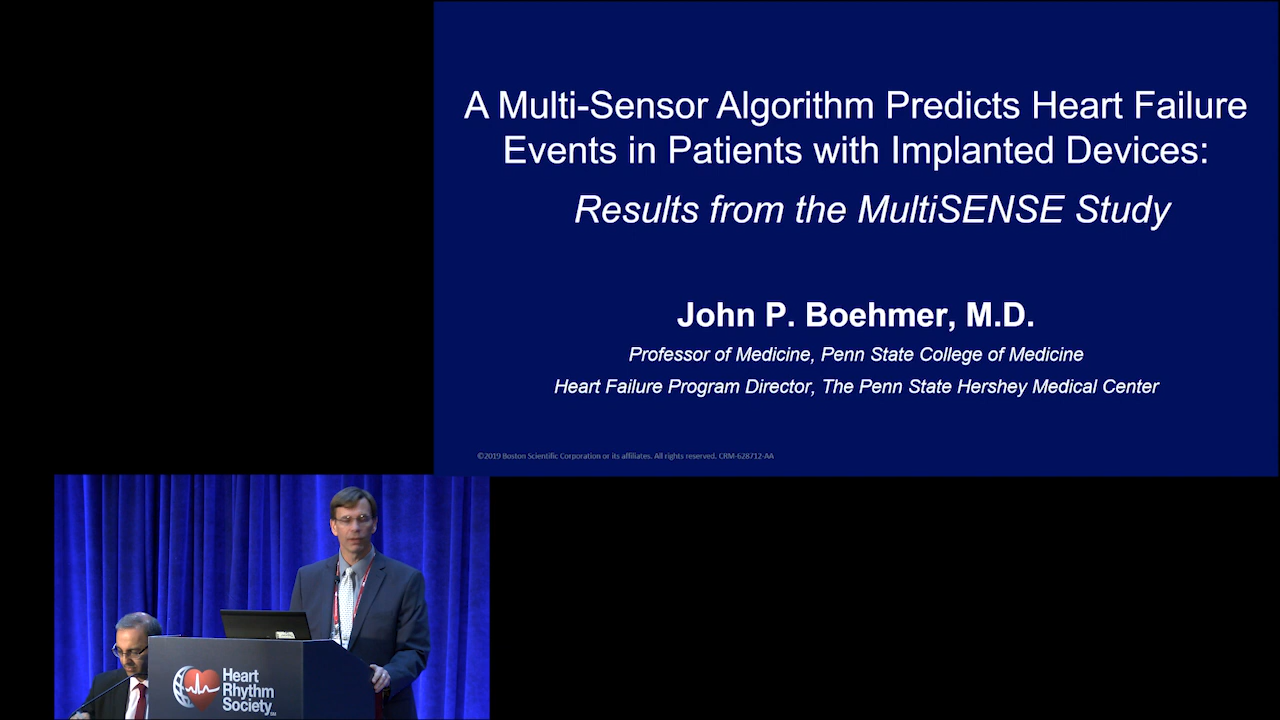 A Multi-Sensor Algorithm Predicts Heart Failure
Events in Patients with Implanted Devices:
Results from the MultiSENSE Study
John P. Boehmer, M.D.
Professor of Medicine, Penn State College of Medicine
Heart Failure Program Director, The Penn State Hershey Medical Center
©2019 Boston Scientific Corporation or its affiliates. All rights reserved. CRM-628712-AA
Heart
Rhythm
Society
SM